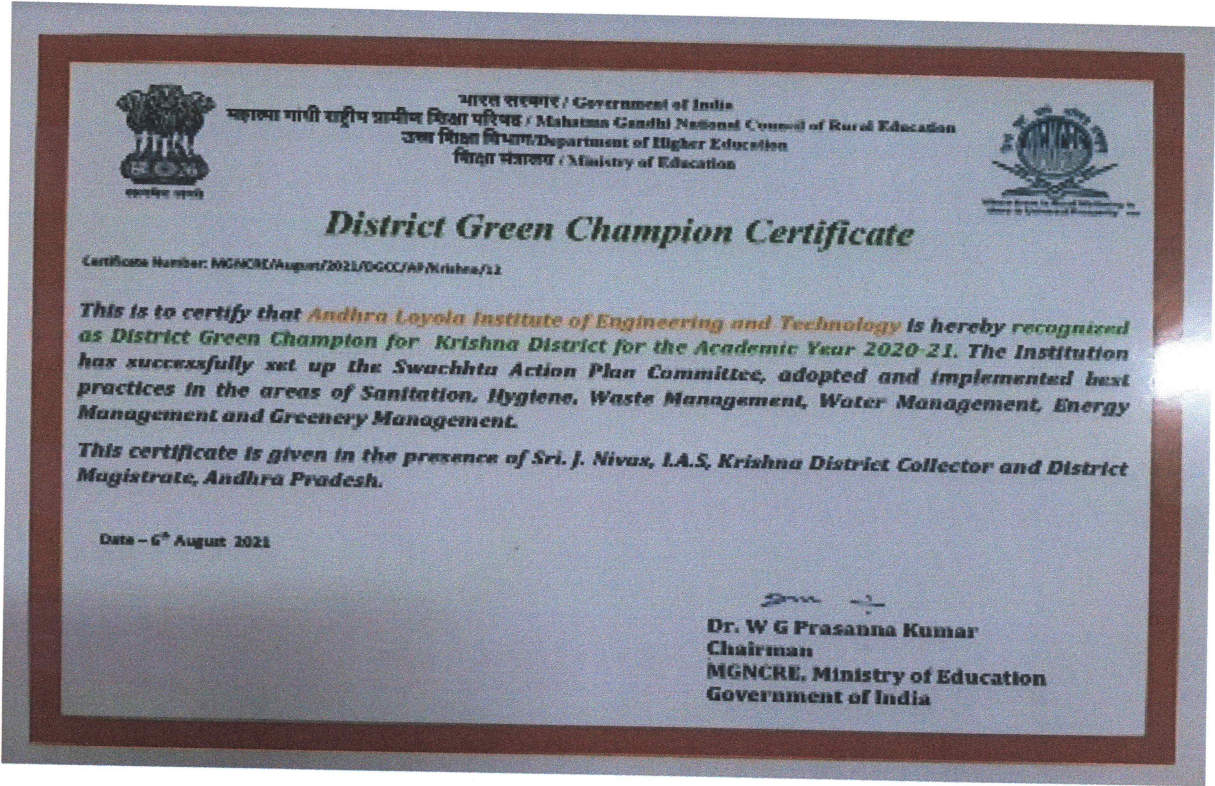 भारत सरकार / Government of India
महात्मा गांधी राष्ट्रीय ग्रामीण शिक्षा परिषद / Mahatma Gandhi National Council of Rural Education
उच्च शिक्षा विभाग/Department of Higher Education
शिक्षा मंत्रालय / Ministry of Education
सत्यमेव जयते
District Green Champion Certificate
Certificate Number: MGNCRE/August/2021/DGCC/AP/Krishna/12
This is to certify that Andhra Loyola Institute of Engineering and Technology is hereby recognized
as District Green Champion for Krishna District for the Academic Year 2020-21. The Institution
has successfully set up the Swachhta Action Plan Committee, adopted and implemented best
practices in the areas of Sanitation, Hygiene, Waste Management, Water Management, Energy
Management and Greenery Management.
This certificate is given in the presence of Sri. J. Nivas, I.A.S, Krishna District Collector and District
Magistrate, Andhra Pradesh.
Date – 6th August 2021
Dr. W G Prasanna Kumar
Chairman
MGNCRE, Ministry of Education
Government of India